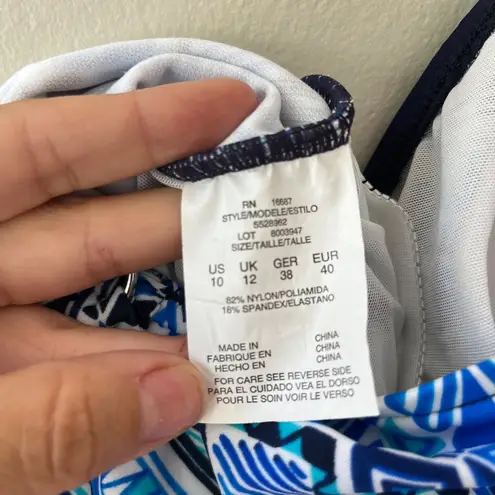 RN 16687
STYLE/MODELE/ESTILO
5528962
LOT 8003947
SIZE/TAILLE/TALLE
US UK GER EUR
10 12 38 40
82% NYLON/POLIAMIDA
18% SPANDEX/ELASTANO
MADE IN CHINA
FABRIQUE EN CHINA
HECHO EN CHINA
FOR CARE SEE REVERSE SIDE
PARA EL CUIDADO VEA EL DORSO
POUR LE SOIN VOIR LE VERSO